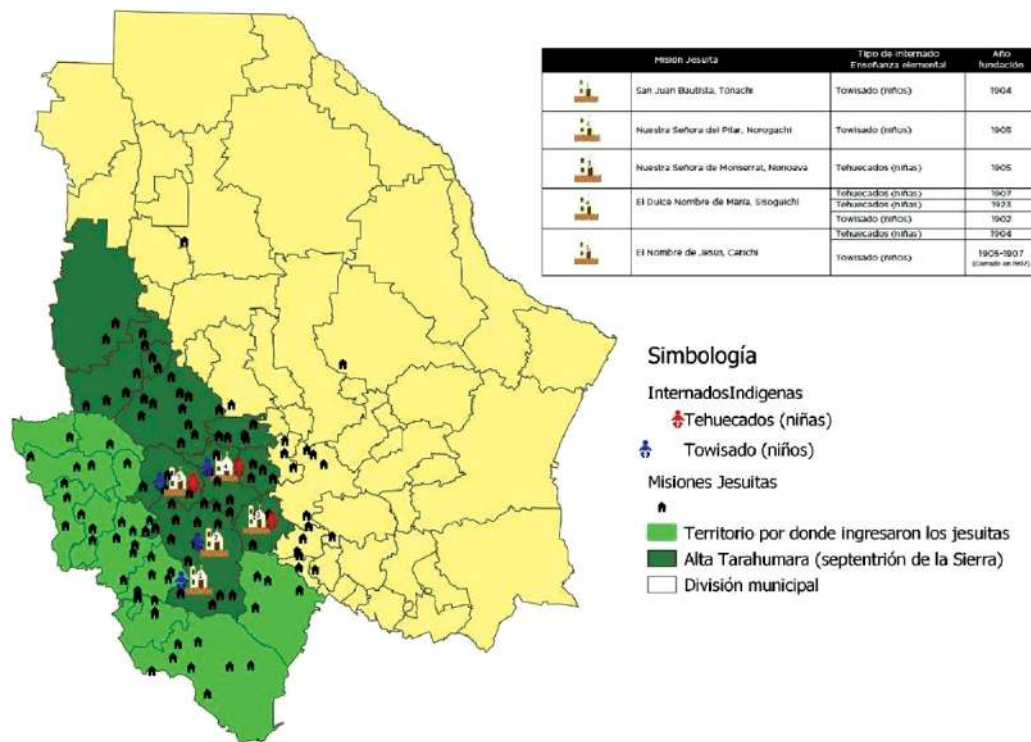 Misión Jesuita
Tipo de internado
Enseñanza elemental
Año
fundación
San Juan Bautista, Tónachi
Towisado (niños)
1904
Nuestra Señora del Pilar, Norogachi
Towisado (niños)
1905
Nuestra Señora de Monserrat, Nonoava
Tehuecados (niñas)
1905
El Dulce Nombre de María, Sisoguichi
Tehuecados (niñas)
1907
Tehuecados (niñas)
1923
Towisado (niños)
1902
El Nombre de Jesús, Carichi
Tehuecados (niñas)
1904
Towisado (niños)
1905-1907
(Cerrado en 1907)
Simbología
InternadosIndigenas
Tehuecados (niñas)
Towisado (niños)
Misiones Jesuitas
Territorio por donde ingresaron los jesuitas
Alta Tarahumara (septentrión de la Sierra)
División municipal